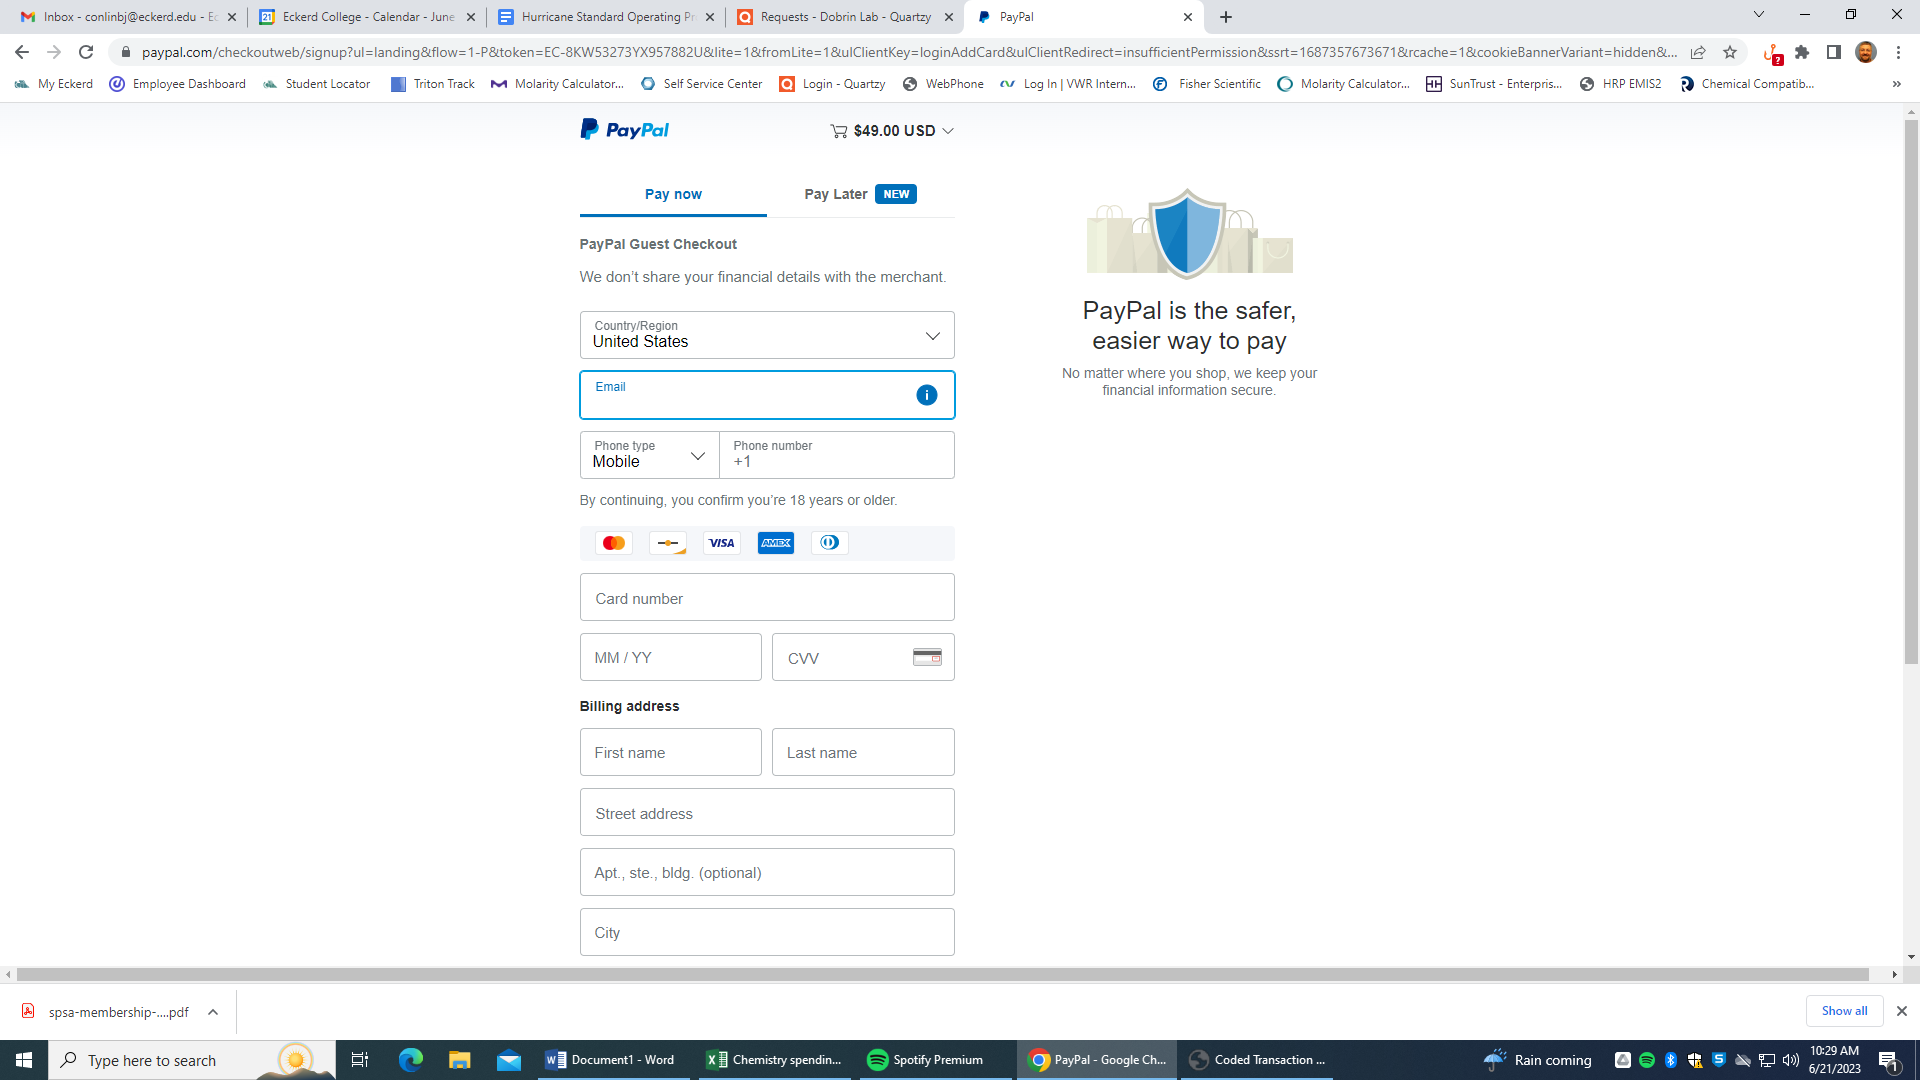 Inbox - conlinbj@eckerd.edu - Ec
Eckerd College - Calendar - June
Hurricane Standard Operating Pr
Requests - Dobrin Lab - Quartzy
PayPal
paypal.com/checkoutweb/signup?ul=landing&flow=1-P&token=EC-8KW53273YX957882U&lite=1&fromLite=1&ulClientKey=loginAddCard&ulClientRedirect=insufficientPermission&ssrt=1687357673671&rcache=1&cookieBannerVariant=hidden&...
?
My Eckerd
Employee Dashboard
Student Locator
Triton Track
Molarity Calculator...
Self Service Center
Login - Quartzy
WebPhone
Log In | VWR Intern...
Fisher Scientific
Molarity Calculator...
SunTrust - Enterpris...
HRP EMIS2
Chemical Compatib...
»
PayPal
$49.00 USD
Pay now
Pay Later NEW
PayPal Guest Checkout
We don’t share your financial details with the merchant.
Country/Region
United States
Email
i
Phone type
Mobile
Phone number
+1
By continuing, you confirm you’re 18 years or older.
VISA
AMEX
Card number
MM / YY
CVV
Billing address
First name
Last name
Street address
Apt., ste., bldg. (optional)
City
PayPal is the safer,
easier way to pay
No matter where you shop, we keep your
financial information secure.
spsa-membership-....pdf
Show all
Type here to search
Document1 - Word
Chemistry spendin...
Spotify Premium
PayPal - Google Ch...
Coded Transaction ...
Rain coming
10:29 AM
6/21/2023
1